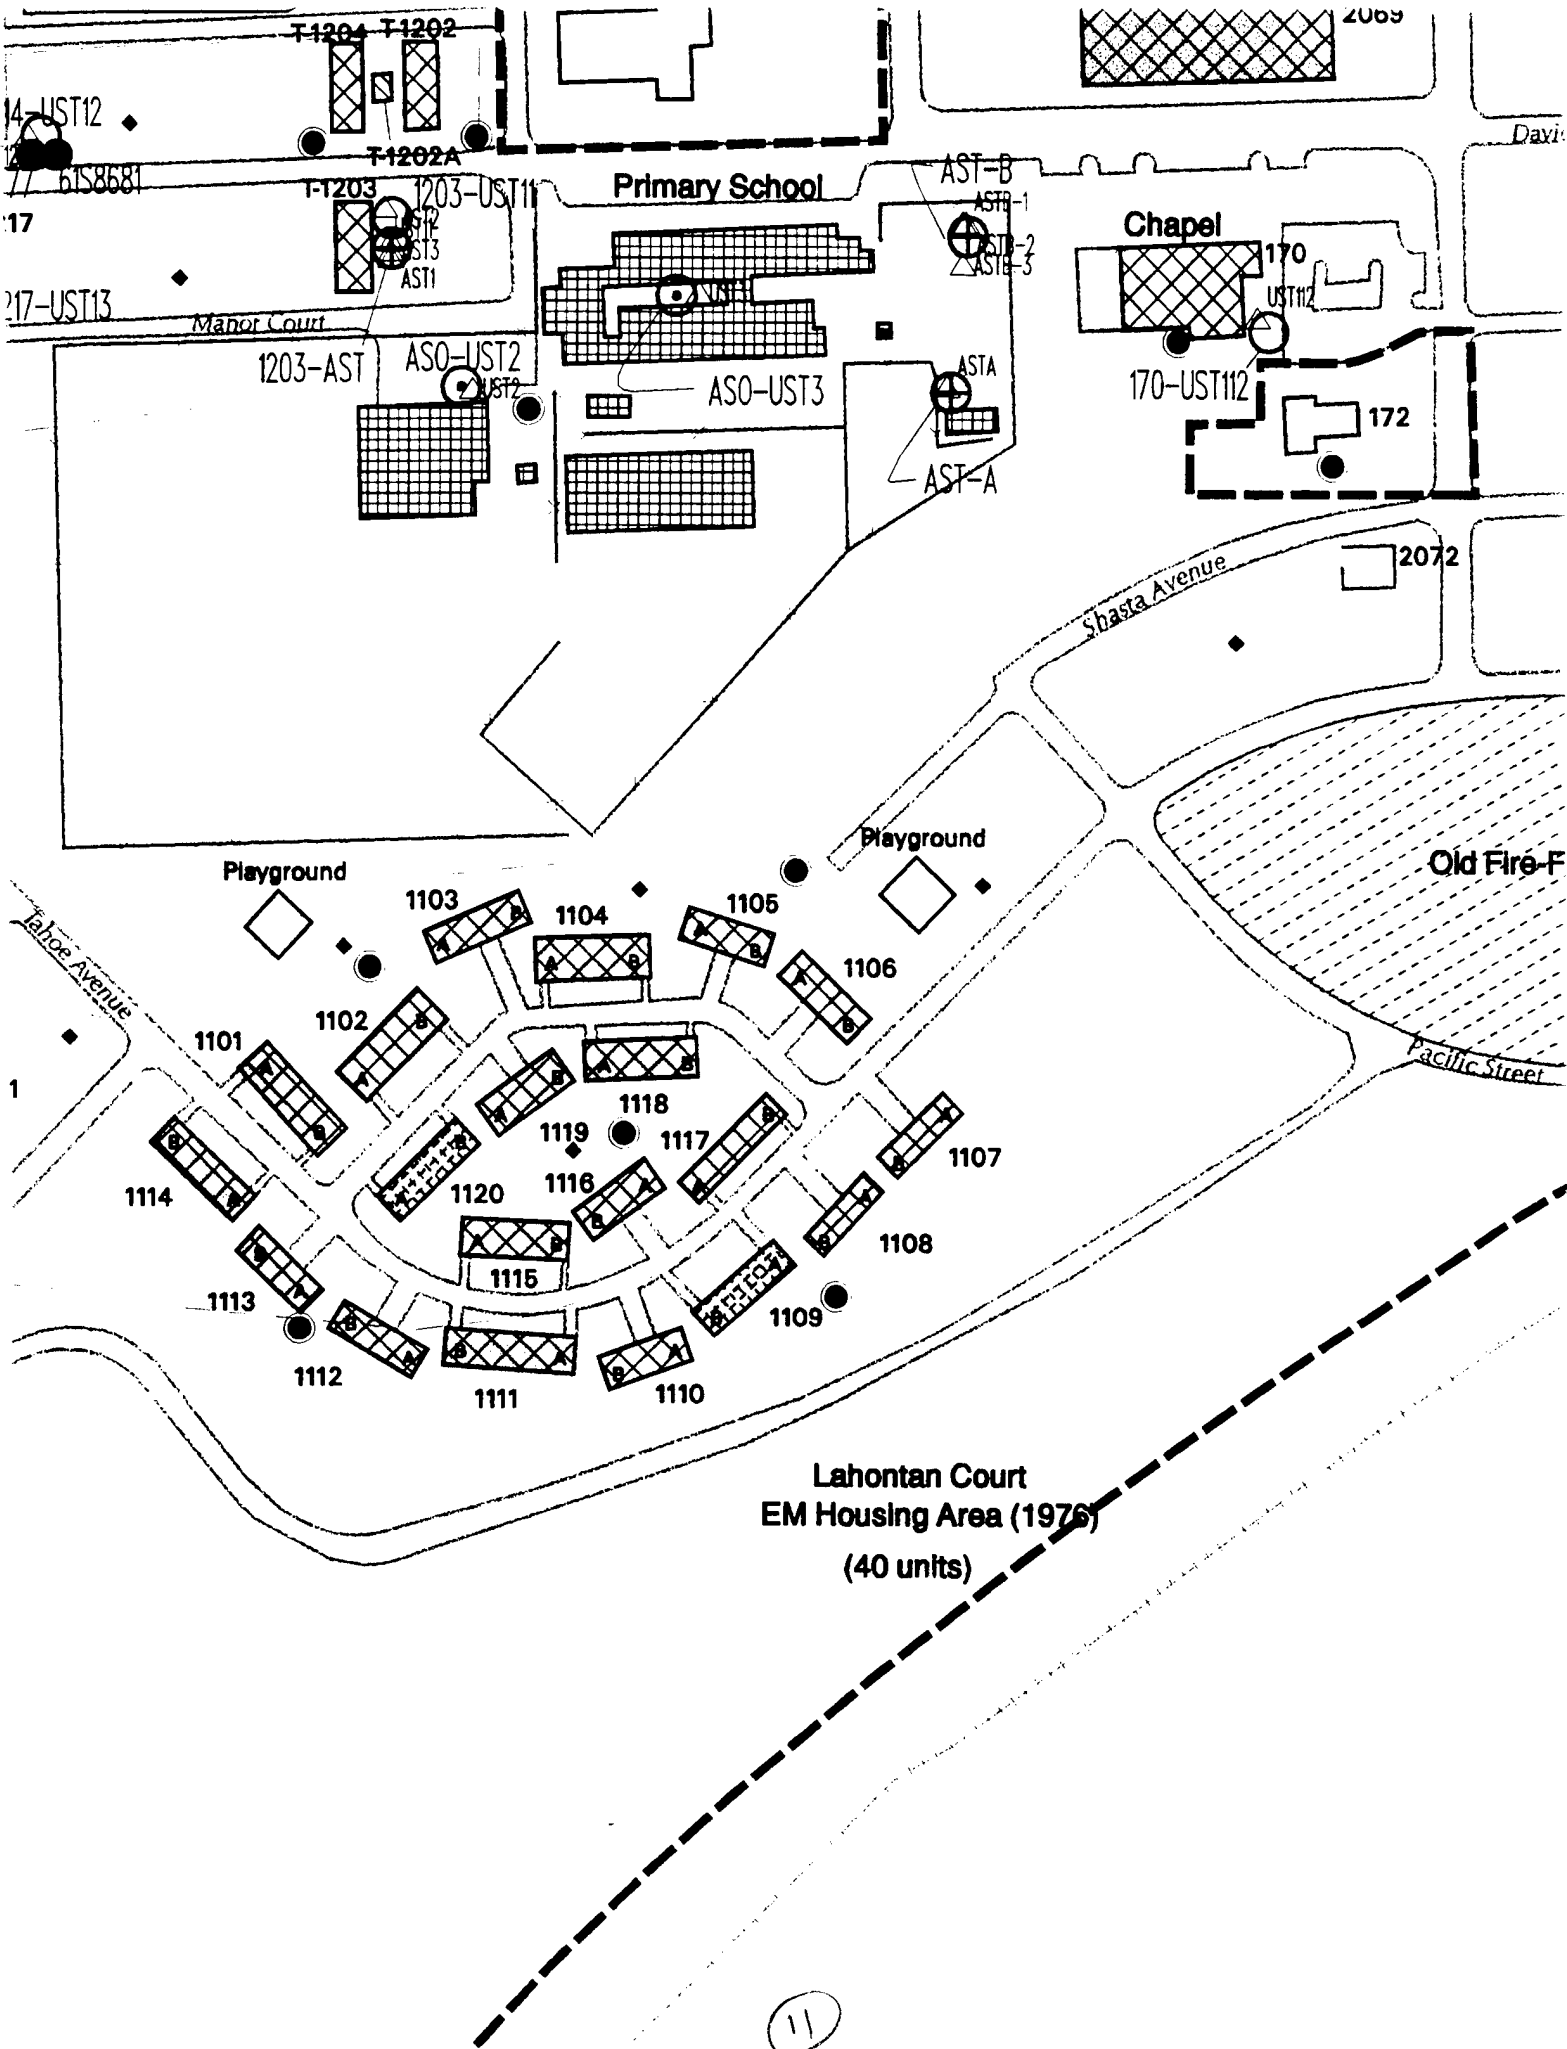 T-1204
T-1202
2069
14-UST12
61S8681
T-1202A
T-1203
1203-UST11
17
217-UST13
Manor Court
1203-AST
AST1
ASO-UST2
UST2
Primary School
ASO-UST3
AST-B
ASTB-1
ASTB-2
ASTB-3
ASTA
AST-A
Chapel
170
UST112
170-UST112
172
2072
Shasta Avenue
Playground
Playground
Old Fire-F
Pacific Street
Tahoe Avenue
1
1103
1104
1105
1106
1102
1101
1118
1119
1117
1107
1116
1120
1114
1108
1115
1113
1109
1112
1111
1110
Lahontan Court
EM Housing Area (1976)
(40 units)
11